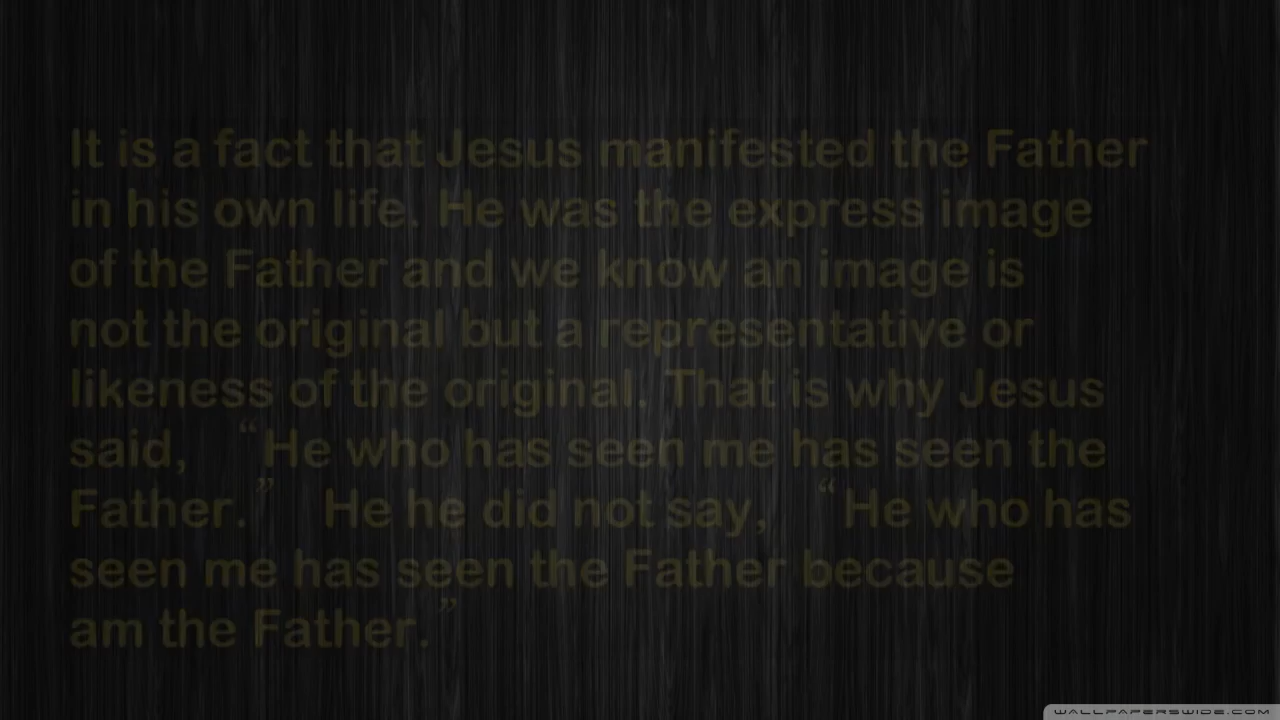 It is a fact that Jesus manifested the Father
in his own life. He was the express image
of the Father and we know an image is
not the original but a representative or
likeness of the original. That is why Jesus
said, “He who has seen me has seen the
Father.” He he did not say, “He who has
seen me has seen the Father because
am the Father.”
WALLPAPERSWIDE.COM